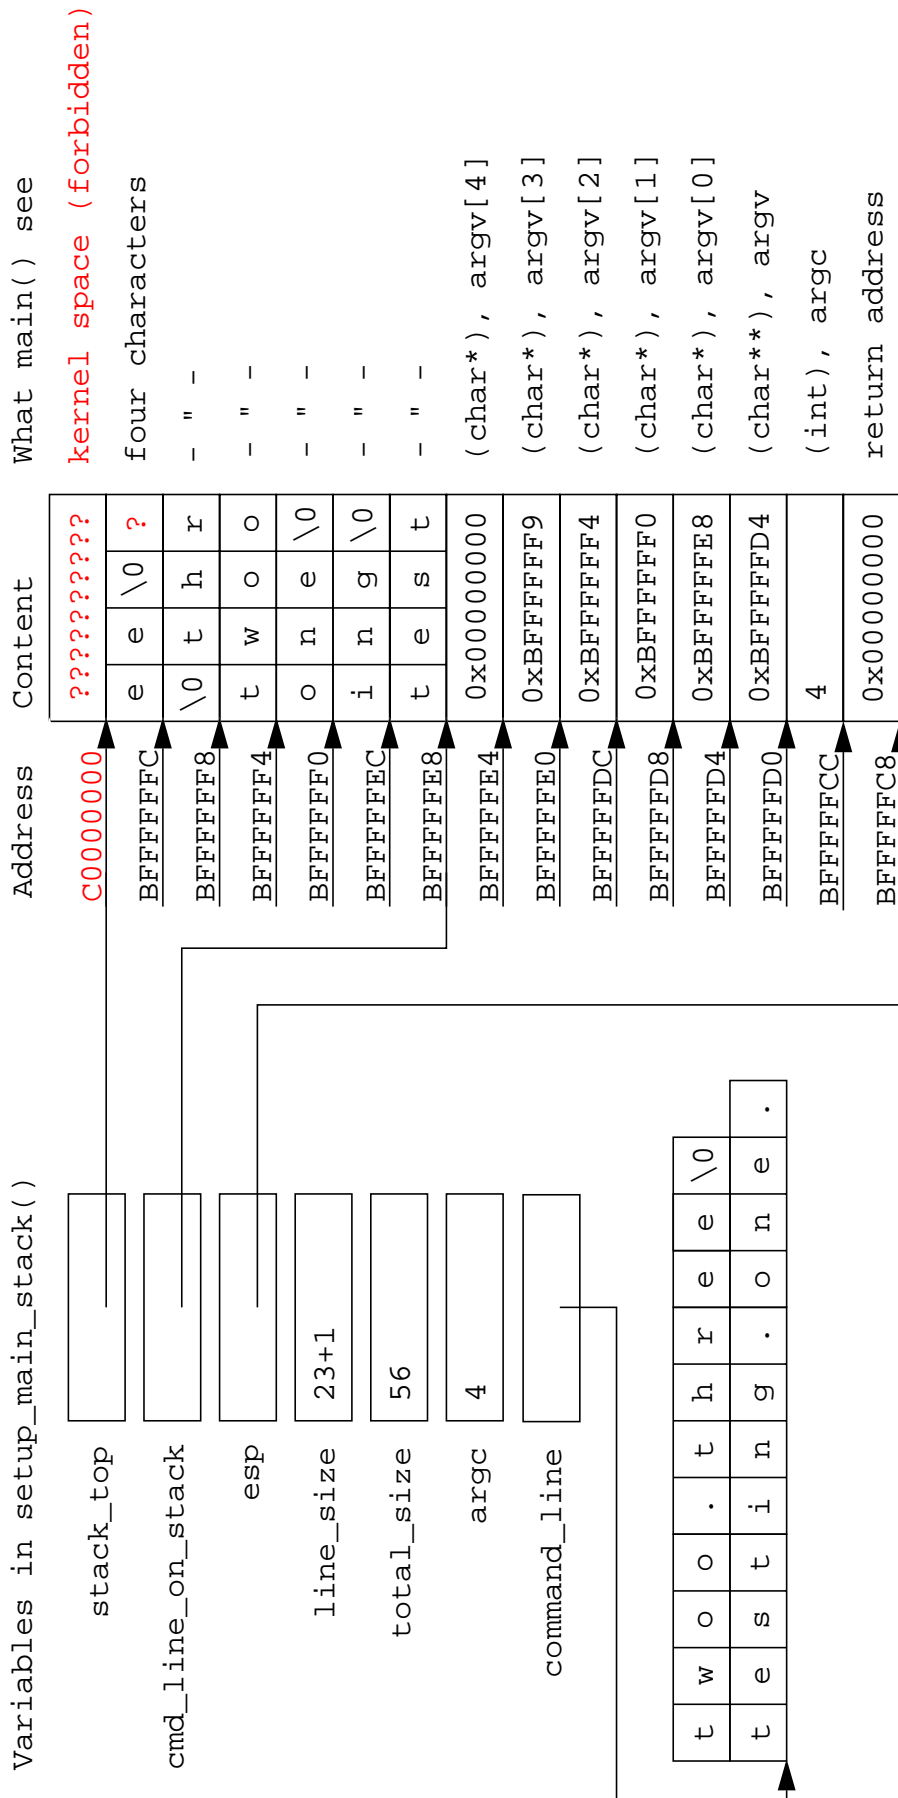 Variables in setup_main_stack() Address Content What main() see
stack_top C0000000 ?????????? kernel space (forbidden)
BFFFFFFC e e \0 ? four characters
cmd_line_on_stack BFFFFFF8 \0 t h r - " -
esp BFFFFFF4 t w o o - " -
line_size 23+1 BFFFFFF0 o n e \0 - " -
total_size 56 BFFFFFEC i n g \0 - " -
argc 4 BFFFFFE8 t e s t - " -
BFFFFFE4 0x00000000 (char*), argv[4]
command_line BFFFFFE0 0xBFFFFFF9 (char*), argv[3]
BFFFFFDC 0xBFFFFFF4 (char*), argv[2]
BFFFFFD8 0xBFFFFFF0 (char*), argv[1]
t w o o . t h r e e \0 BFFFFFD4 0xBFFFFFE8 (char*), argv[0]
t e s t i n g . o n e . BFFFFFD0 0xBFFFFFD4 (char**), argv
BFFFFFCC 4 (int), argc
BFFFFFC8 0x00000000 return address